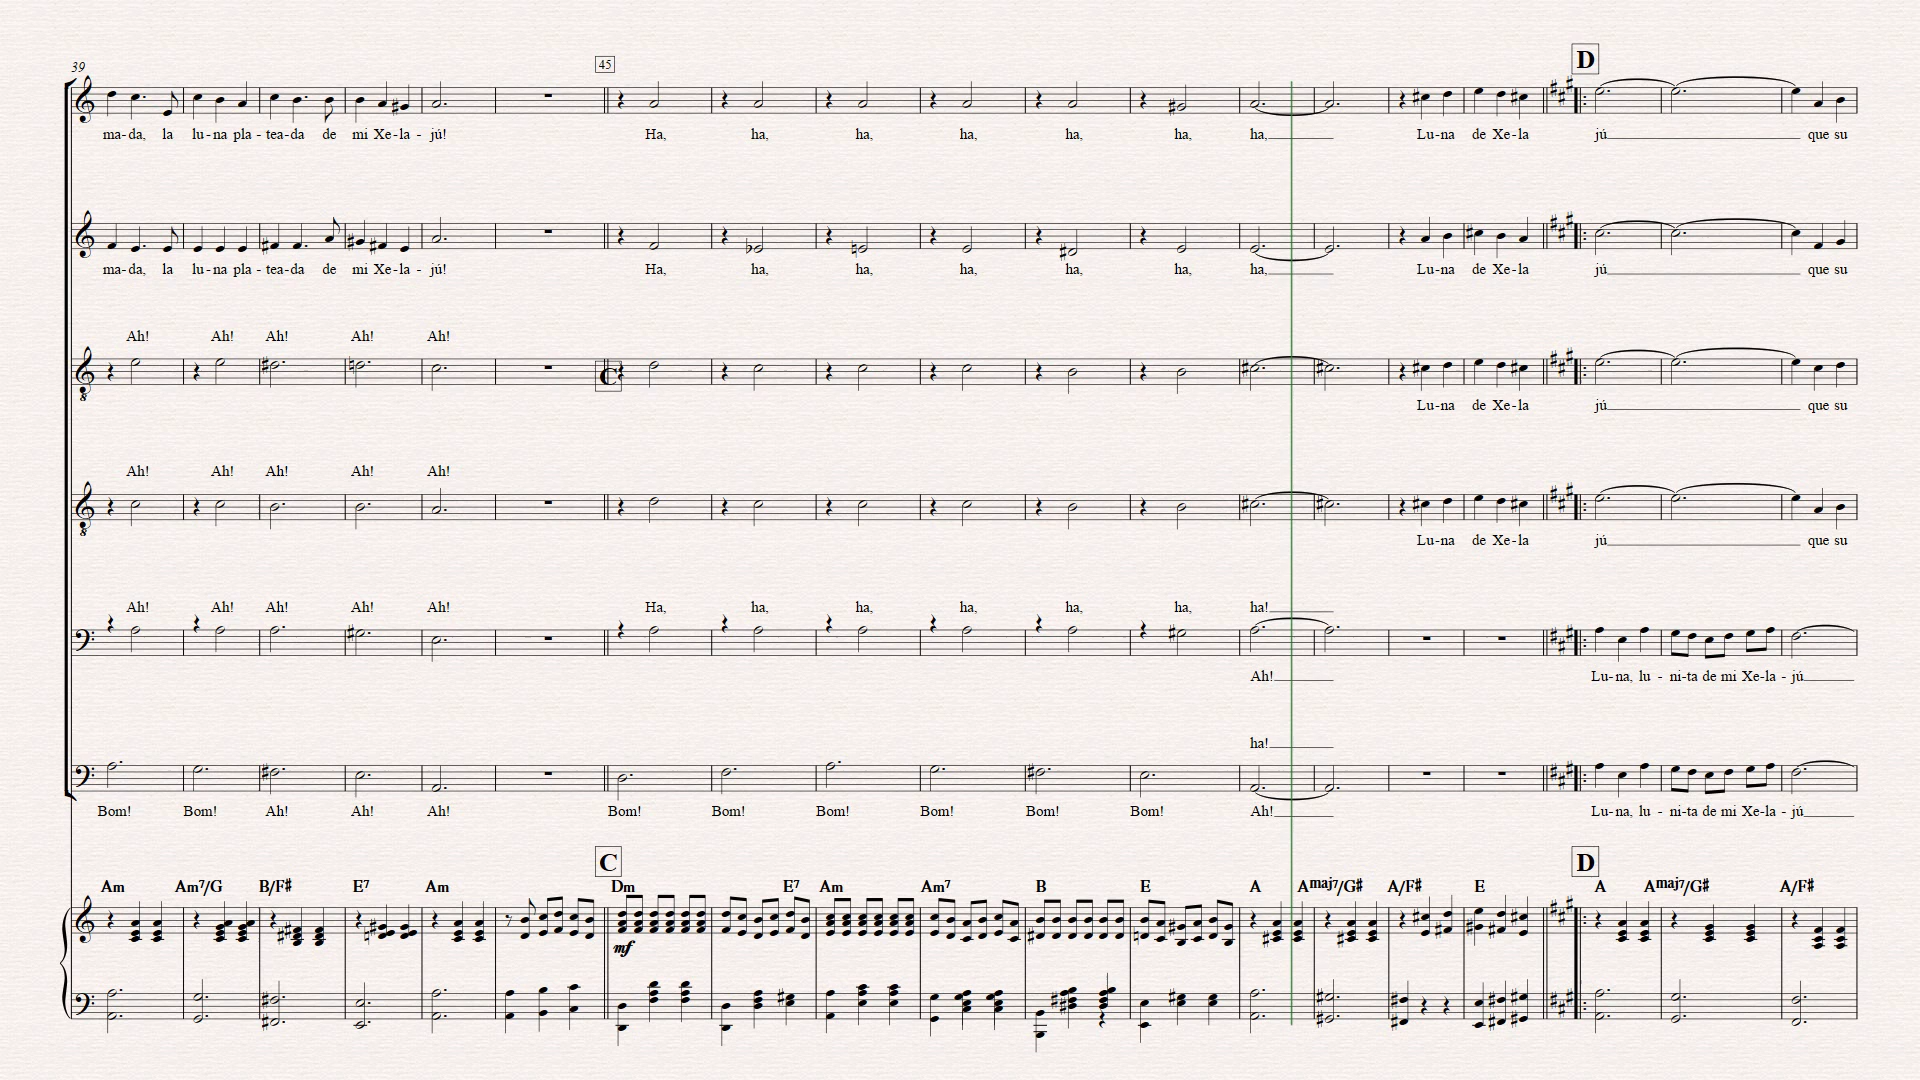 D
39
45
ma-da, la lu-na pla - tea-da de mi Xe-la - jú! Ha, ha, ha, ha, ha, ha, ha, Lu-na de Xe-la jú que su
ma-da, la lu-na pla - tea-da de mi Xe-la - jú! Ha, ha, ha, ha, ha, ha, ha, Lu-na de Xe-la jú que su
Ah! Ah! Ah! Ah! Ah!
C
Lu-na de Xe-la jú que su
Ah! Ah! Ah! Ah! Ah!
Lu-na de Xe-la jú que su
Ah! Ah! Ah! Ah! Ah! Ha, ha, ha, ha, ha, ha, ha!
Ah! Lu-na, lu - ni-ta de mi Xe-la - jú
ha!
Bom! Bom! Ah! Ah! Ah! Bom! Bom! Bom! Bom! Bom! Bom! Ah! Lu-na, lu - ni-ta de mi Xe-la - jú
C D
Am Am7/G B/F♯ E7 Am Dm E7 Am Am7 B E A Amaj7/G♯ A/F♯ E A Amaj7/G♯ A/F♯
mf